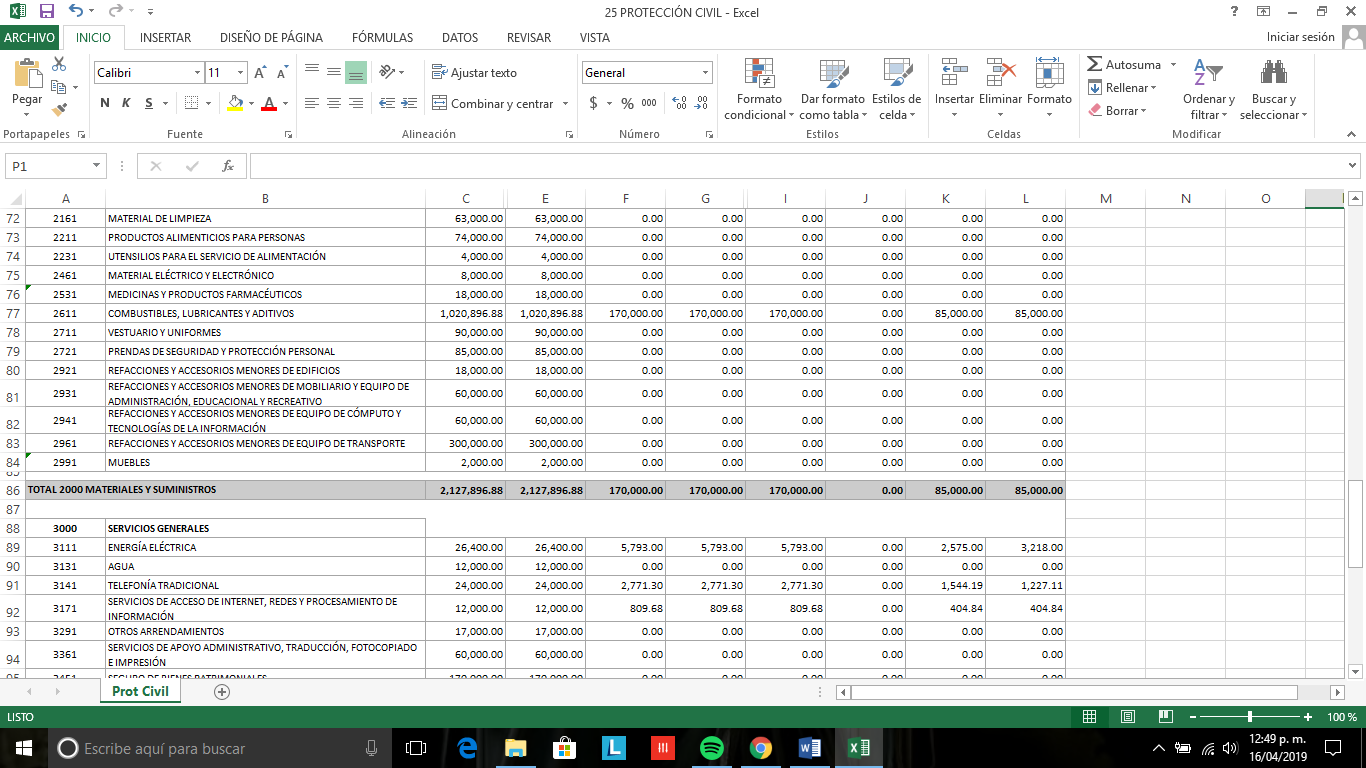 25 PROTECCIÓN CIVIL - Excel
ARCHIVO INICIO INSERTAR DISEÑO DE PÁGINA FÓRMULAS DATOS REVISAR VISTA Iniciar sesión
Pegar
Portapapeles
Calibri 11
N K S
Fuente
Ajustar texto
Combinar y centrar
Alineación
General
$ % 000
Número
Formato condicional
Dar formato como tabla
Estilos de celda
Estilos
Insertar Eliminar Formato
Celdas
Autosuma
Rellenar
Borrar
Ordenar y filtrar
Buscar y seleccionar
Modificar
P1 fx
A B C E F G I J K L M N O
72 2161 MATERIAL DE LIMPIEZA 63,000.00 63,000.00 0.00 0.00 0.00 0.00 0.00 0.00
73 2211 PRODUCTOS ALIMENTICIOS PARA PERSONAS 74,000.00 74,000.00 0.00 0.00 0.00 0.00 0.00 0.00
74 2231 UTENSILIOS PARA EL SERVICIO DE ALIMENTACIÓN 4,000.00 4,000.00 0.00 0.00 0.00 0.00 0.00 0.00
75 2461 MATERIAL ELÉCTRICO Y ELECTRÓNICO 8,000.00 8,000.00 0.00 0.00 0.00 0.00 0.00 0.00
76 2531 MEDICINAS Y PRODUCTOS FARMACÉUTICOS 18,000.00 18,000.00 0.00 0.00 0.00 0.00 0.00 0.00
77 2611 COMBUSTIBLES, LUBRICANTES Y ADITIVOS 1,020,896.88 1,020,896.88 170,000.00 170,000.00 170,000.00 0.00 85,000.00 85,000.00
78 2711 VESTUARIO Y UNIFORMES 90,000.00 90,000.00 0.00 0.00 0.00 0.00 0.00 0.00
79 2721 PRENDAS DE SEGURIDAD Y PROTECCIÓN PERSONAL 85,000.00 85,000.00 0.00 0.00 0.00 0.00 0.00 0.00
80 2921 REFACCIONES Y ACCESORIOS MENORES DE EDIFICIOS 18,000.00 18,000.00 0.00 0.00 0.00 0.00 0.00 0.00
81 2931 REFACCIONES Y ACCESORIOS MENORES DE MOBILIARIO Y EQUIPO DE
ADMINISTRACIÓN, EDUCACIONAL Y RECREATIVO 60,000.00 60,000.00 0.00 0.00 0.00 0.00 0.00 0.00
82 2941 REFACCIONES Y ACCESORIOS MENORES DE EQUIPO DE CÓMPUTO Y
TECNOLOGÍAS DE LA INFORMACIÓN 60,000.00 60,000.00 0.00 0.00 0.00 0.00 0.00 0.00
83 2961 REFACCIONES Y ACCESORIOS MENORES DE EQUIPO DE TRANSPORTE 300,000.00 300,000.00 0.00 0.00 0.00 0.00 0.00 0.00
84 2991 MUEBLES 2,000.00 2,000.00 0.00 0.00 0.00 0.00 0.00 0.00
86 TOTAL 2000 MATERIALES Y SUMINISTROS 2,127,896.88 2,127,896.88 170,000.00 170,000.00 170,000.00 0.00 85,000.00 85,000.00
87
88 3000 SERVICIOS GENERALES
89 3111 ENERGÍA ELÉCTRICA 26,400.00 26,400.00 5,793.00 5,793.00 5,793.00 0.00 2,575.00 3,218.00
90 3131 AGUA 12,000.00 12,000.00 0.00 0.00 0.00 0.00 0.00 0.00
91 3141 TELEFONÍA TRADICIONAL 24,000.00 24,000.00 2,771.30 2,771.30 2,771.30 0.00 1,544.19 1,227.11
92 3171 SERVICIOS DE ACCESO DE INTERNET, REDES Y PROCESAMIENTO DE
INFORMACIÓN 12,000.00 12,000.00 809.68 809.68 809.68 0.00 404.84 404.84
93 3291 OTROS ARRENDAMIENTOS 17,000.00 17,000.00 0.00 0.00 0.00 0.00 0.00 0.00
94 3361 SERVICIOS DE APOYO ADMINISTRATIVO, TRADUCCIÓN, FOTOCOPIADO
E IMPRESIÓN 60,000.00 60,000.00 0.00 0.00 0.00 0.00 0.00 0.00
Prot Civil
LISTO 100 %
Escribe aquí para buscar
12:49 p. m.
16/04/2019